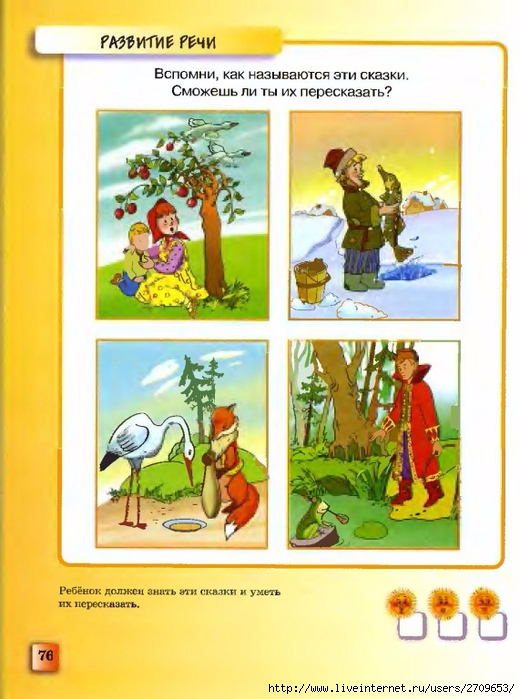 РАЗВИТИЕ РЕЧИ
Вспомни, как называются эти сказки.
Сможешь ли ты их пересказать?
Ребёнок должен знать эти сказки и уметь
их пересказать.
76
http://www.liveinternet.ru/users/2709653/